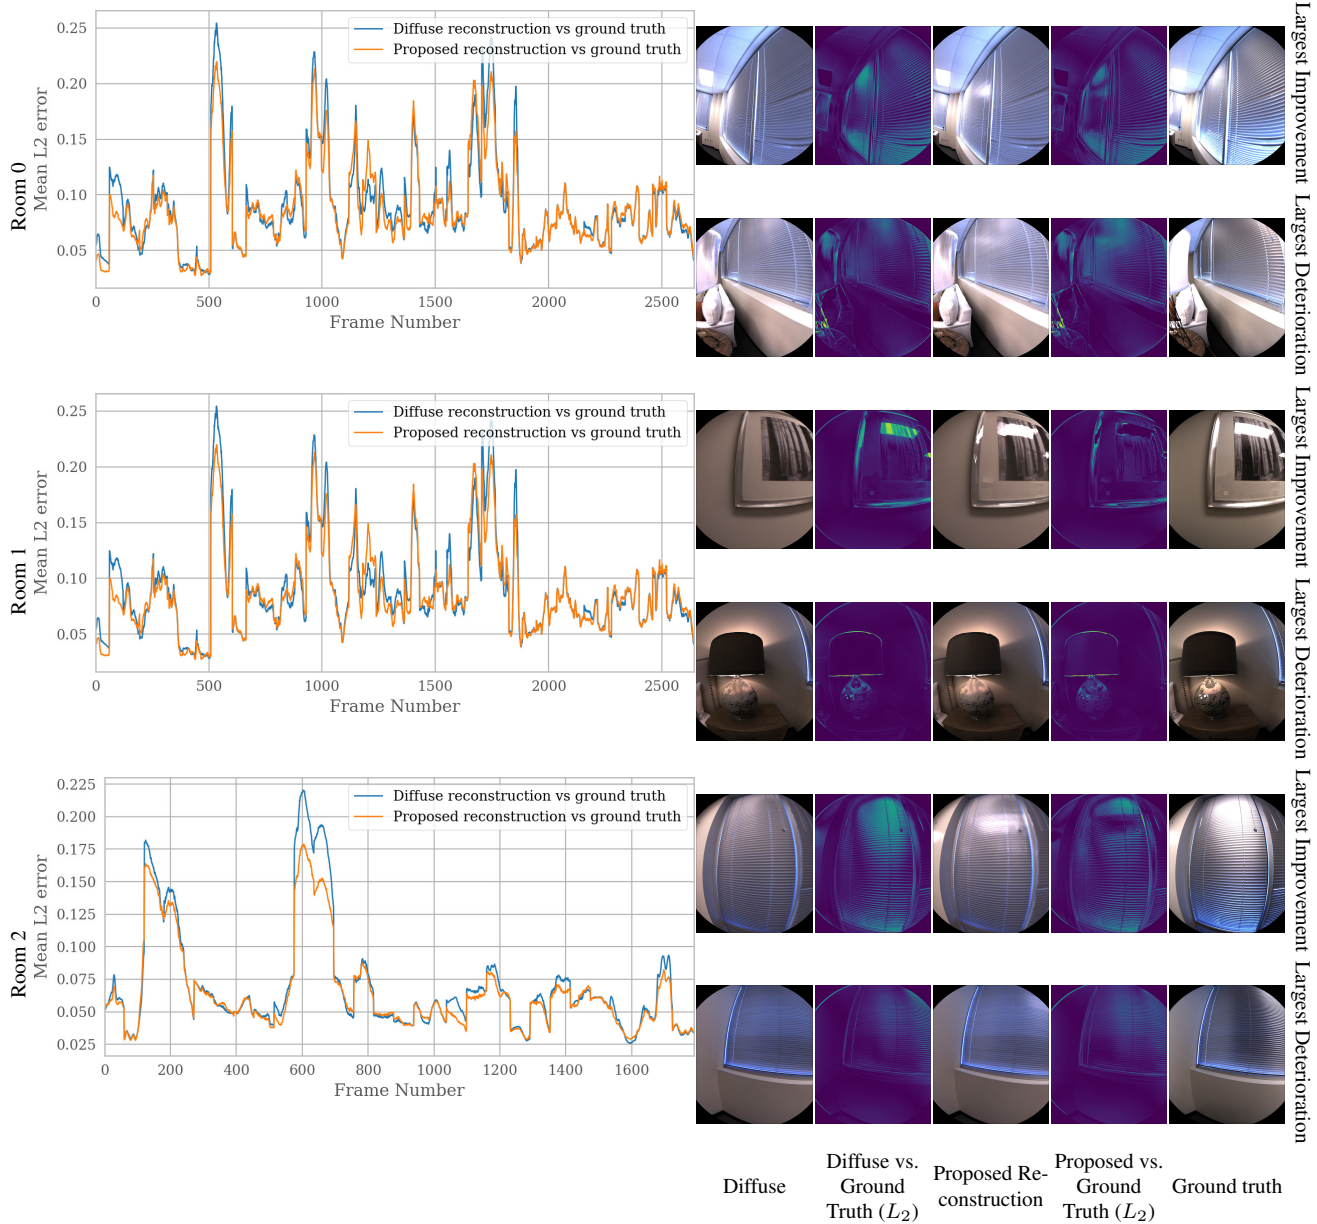 Room 0
Mean L2 error
0.25
0.20
0.15
0.10
0.05
Diffuse reconstruction vs ground truth
Proposed reconstruction vs ground truth
0 500 1000 1500 2000 2500
Frame Number
Largest Improvement
Largest Deterioration
Room 1
Mean L2 error
0.25
0.20
0.15
0.10
0.05
Diffuse reconstruction vs ground truth
Proposed reconstruction vs ground truth
0 500 1000 1500 2000 2500
Frame Number
Largest Improvement
Largest Deterioration
Room 2
Mean L2 error
0.225
0.200
0.175
0.150
0.125
0.100
0.075
0.050
0.025
Diffuse reconstruction vs ground truth
Proposed reconstruction vs ground truth
0 200 400 600 800 1000 1200 1400 1600
Frame Number
Largest Improvement
Largest Deterioration
Diffuse
Diffuse vs.
Ground
Truth (L₂)
Proposed Re-
construction
Proposed vs.
Ground
Truth (L₂)
Ground truth